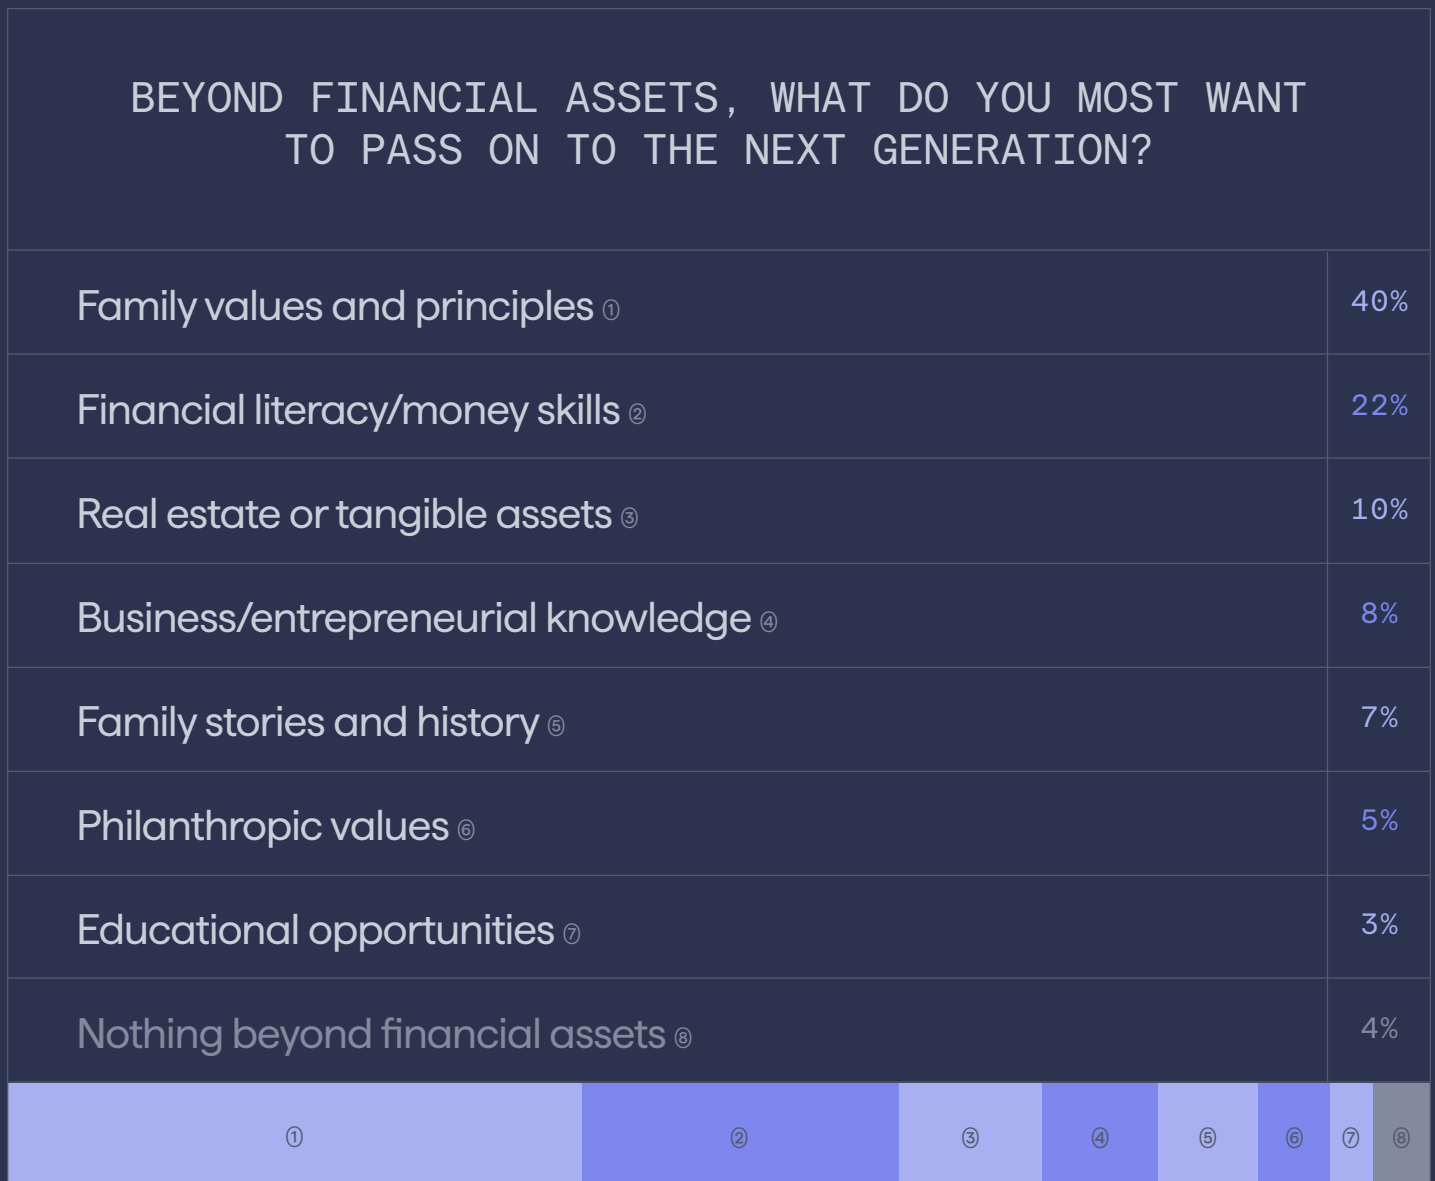 BEYOND FINANCIAL ASSETS, WHAT DO YOU MOST WANT
TO PASS ON TO THE NEXT GENERATION?
Family values and principles ① 40%
Financial literacy/money skills ② 22%
Real estate or tangible assets ③ 10%
Business/entrepreneurial knowledge ④ 8%
Family stories and history ⑤ 7%
Philanthropic values ⑥ 5%
Educational opportunities ⑦ 3%
Nothing beyond financial assets ⑧ 4%
① ② ③ ④ ⑤ ⑥ ⑦ ⑧